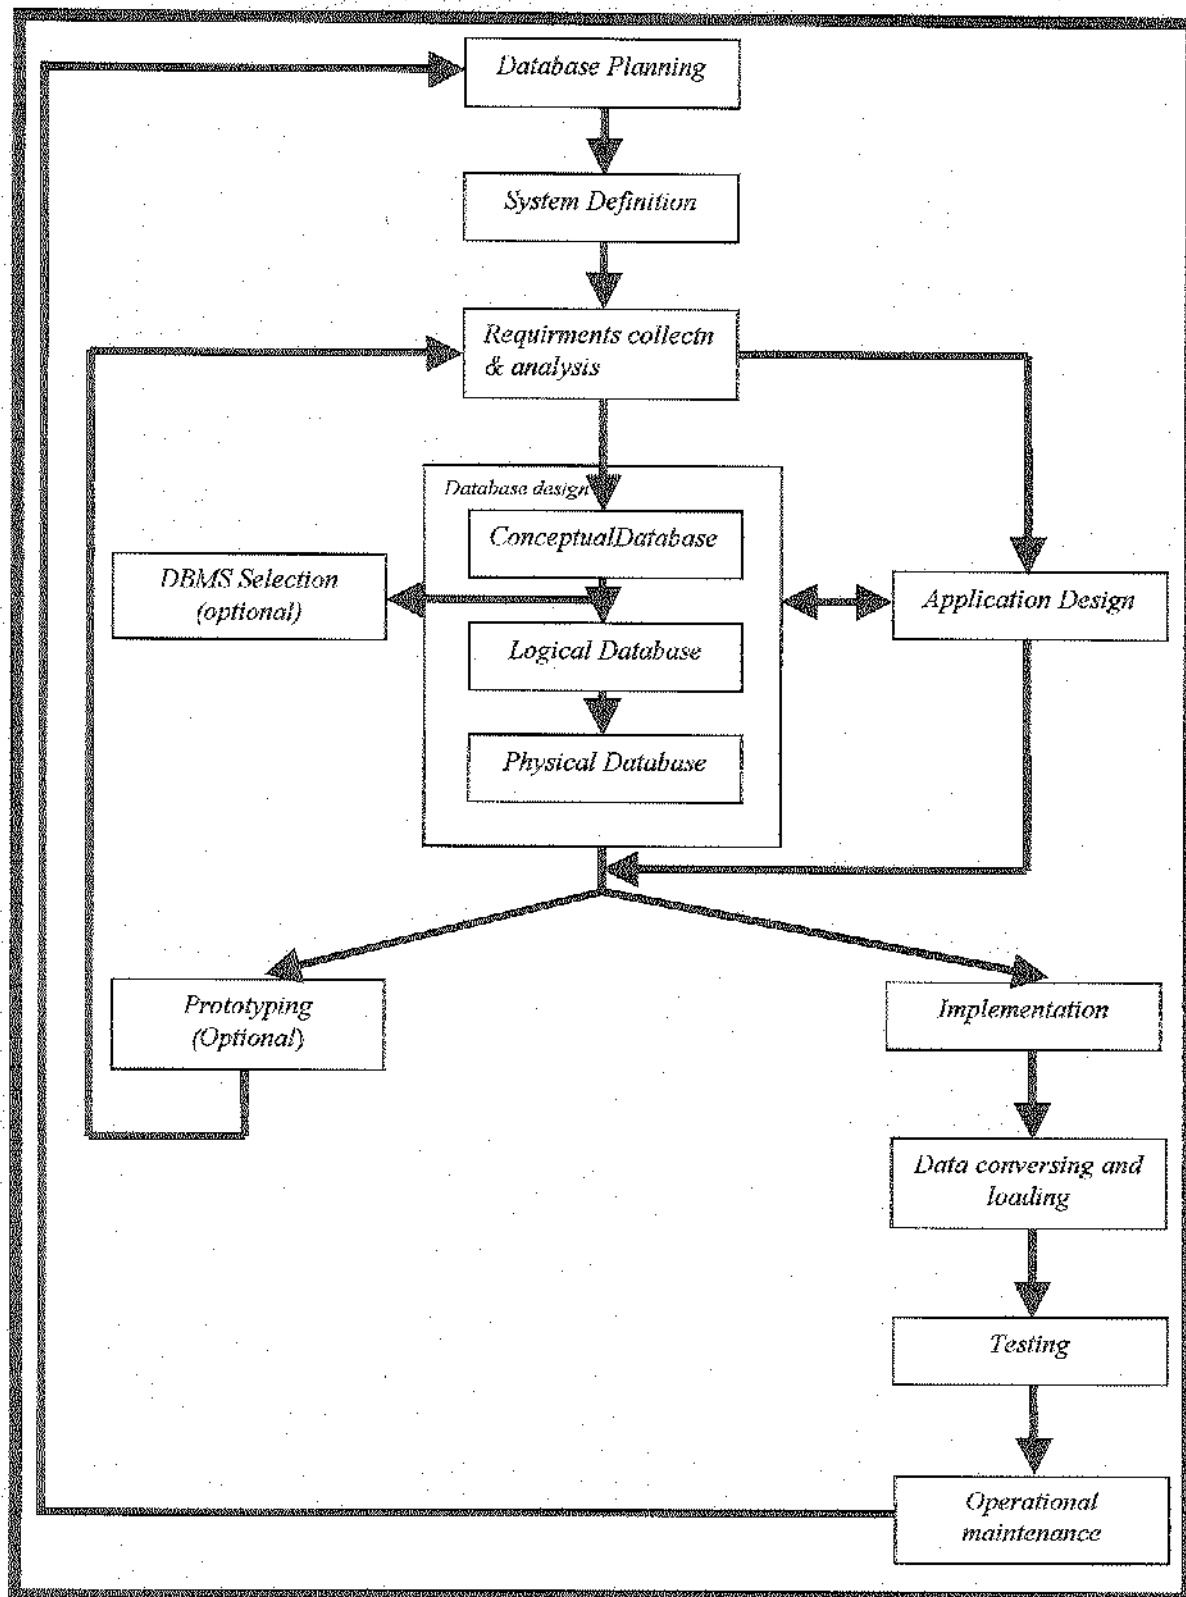 Database Planning
System Definition
Requirments collectn
& analysis
Database design
ConceptualDatabase
DBMS Selection
(optional)
Application Design
Logical Database
Physical Database
Prototyping
(Optional)
Implementation
Data conversing and
loading
Testing
Operational
maintenance